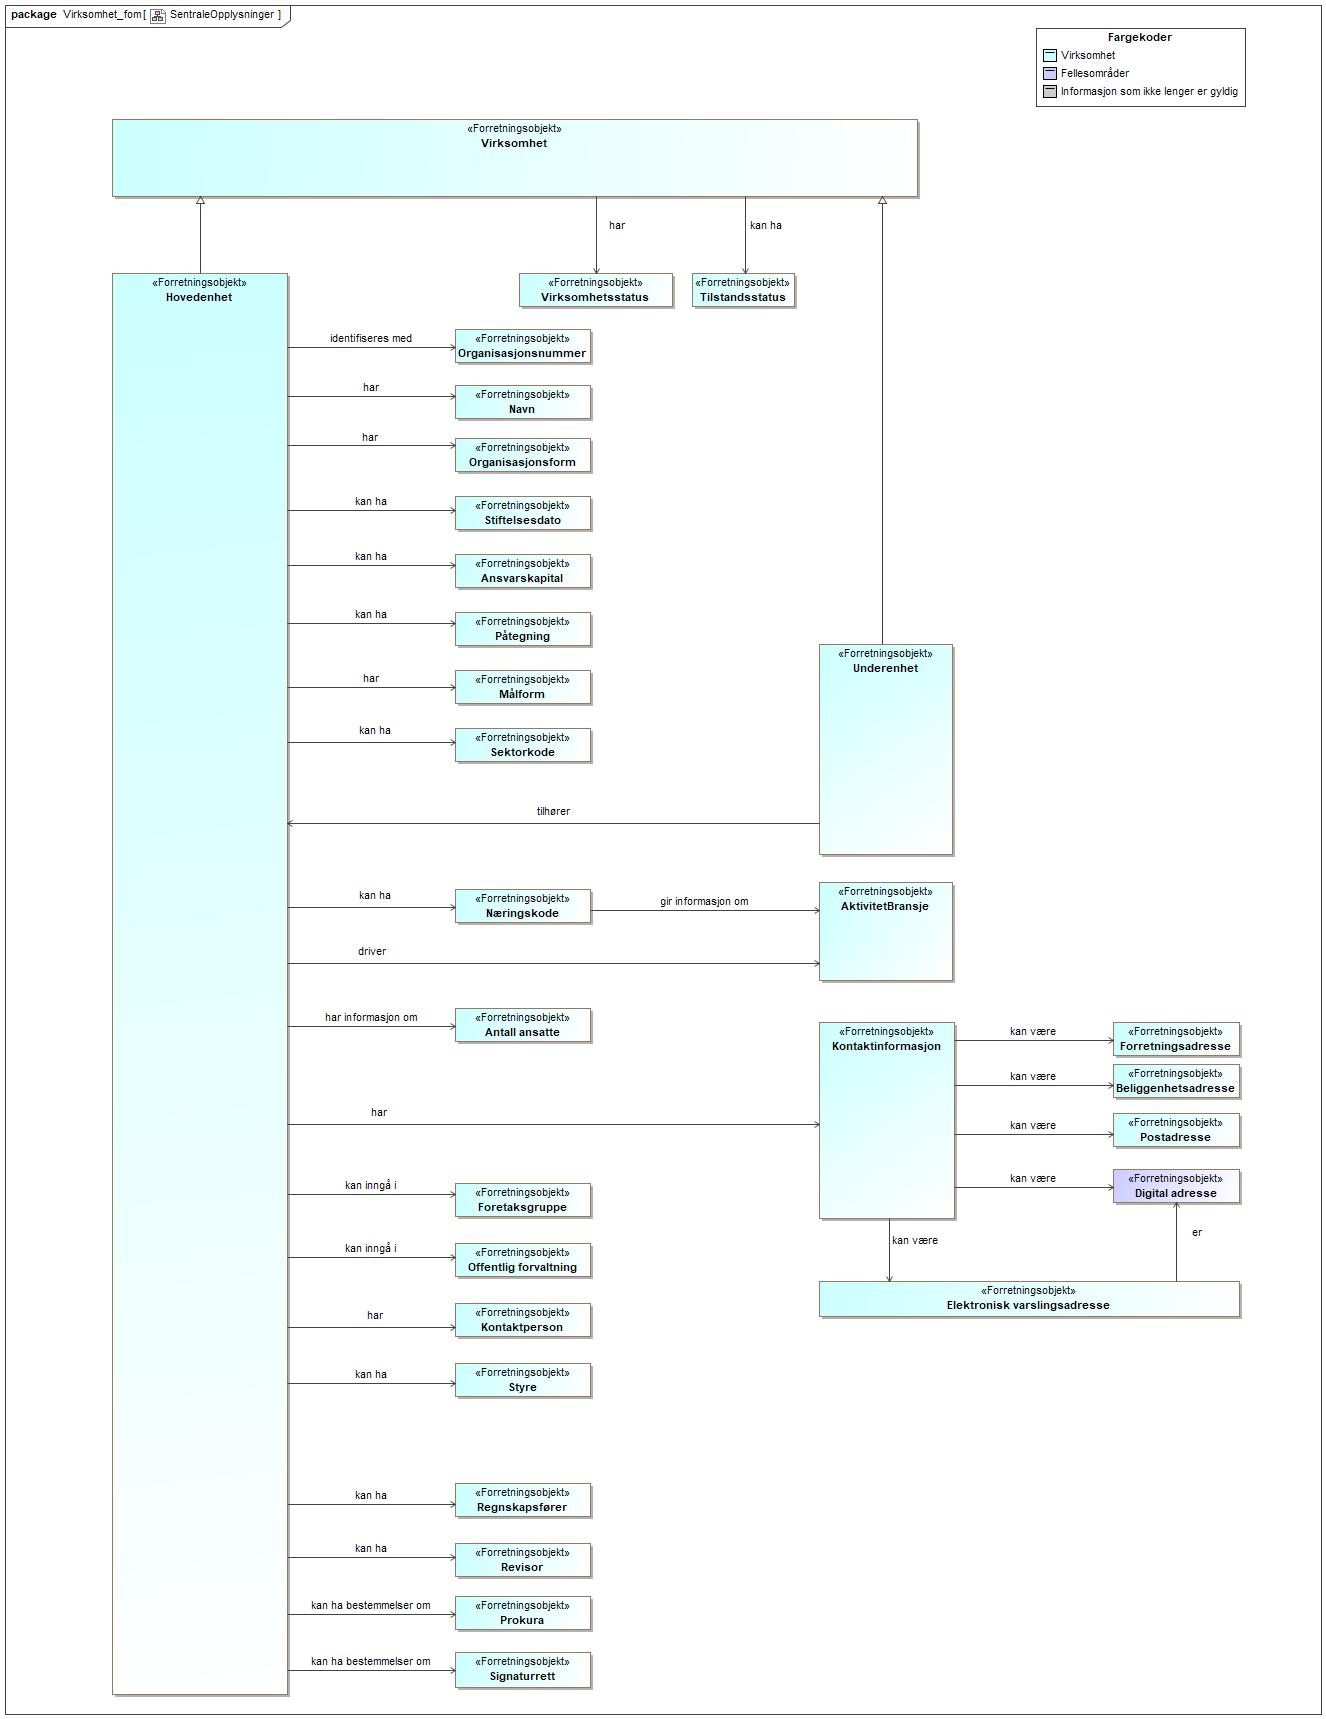 package Virksomhet_fom[ SentraleOpplysninger ]
Fargekoder
Virksomhet
Fellesområder
Informasjon som ikke lenger er gyldig
«Forretningsobjekt»
Virksomhet
har
kan ha
«Forretningsobjekt»
Hovedenhet
«Forretningsobjekt»
Virksomhetsstatus
«Forretningsobjekt»
Tilstandsstatus
identifiseres med
«Forretningsobjekt»
Organisasjonsnummer
har
«Forretningsobjekt»
Navn
har
«Forretningsobjekt»
Organisasjonsform
kan ha
«Forretningsobjekt»
Stiftelsesdato
kan ha
«Forretningsobjekt»
Ansvarskapital
kan ha
«Forretningsobjekt»
Påtegning
«Forretningsobjekt»
Underenhet
har
«Forretningsobjekt»
Målform
kan ha
«Forretningsobjekt»
Sektorkode
tilhører
kan ha
«Forretningsobjekt»
Næringskode
gir informasjon om
«Forretningsobjekt»
AktivitetBransje
driver
har informasjon om
«Forretningsobjekt»
Antall ansatte
«Forretningsobjekt»
Kontaktinformasjon
kan være
«Forretningsobjekt»
Forretningsadresse
kan være
«Forretningsobjekt»
Beliggenhetsadresse
har
kan være
«Forretningsobjekt»
Postadresse
kan være
«Forretningsobjekt»
Digital adresse
kan inngå i
«Forretningsobjekt»
Foretaksgruppe
kan være
er
kan inngå i
«Forretningsobjekt»
Offentlig forvaltning
«Forretningsobjekt»
Elektronisk varslingsadresse
har
«Forretningsobjekt»
Kontaktperson
kan ha
«Forretningsobjekt»
Styre
kan ha
«Forretningsobjekt»
Regnskapsfører
kan ha
«Forretningsobjekt»
Revisor
kan ha bestemmelser om
«Forretningsobjekt»
Prokura
kan ha bestemmelser om
«Forretningsobjekt»
Signaturrett